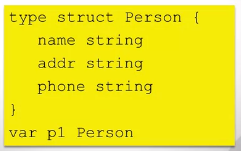 type struct Person {
   name string
   addr string
   phone string
}
var p1 Person